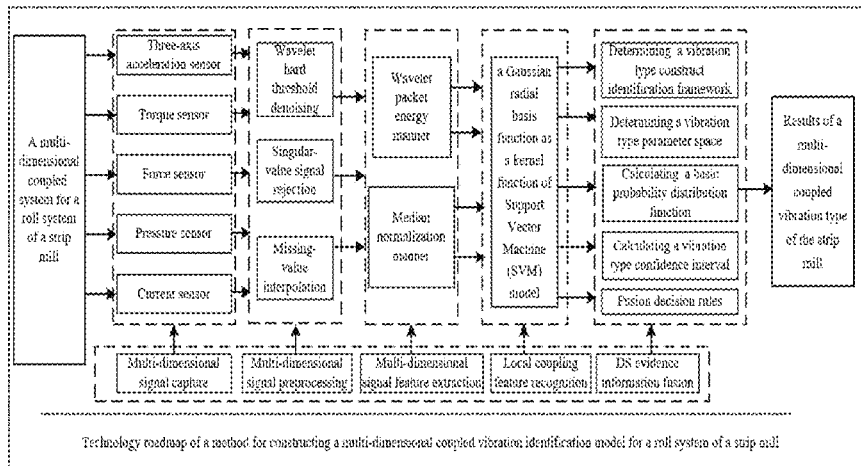 A multi-
dimensional
coupled
system for a
roll system
of a strip
mill
Three-axis
acceleration sensor
Torque sensor
Force sensor
Pressure sensor
Current sensor
Wavelet
hard
threshold
denoising
Singular-
value signal
rejection
Missing-
value
interpolation
Wavelet
packet
energy
manner
Median
normalization
manner
a Gaussian
radial
basis
function as
a kernel
function of
Support
Vector
Machine
(SVM)
model
Determining a vibration
type construct
identification framework
Determining a vibration
type parameter space
Calculating a basic
probability distribution
function
Calculating a vibration
type confidence interval
Fusion decision rules
Results of a
multi-
dimensional
coupled
vibration type
of the strip
mill
Multi-dimensional
signal capture
Multi-dimensional
signal preprocessing
Multi-dimensional
signal feature extraction
Local coupling
feature recognition
DS evidence
information fusion
Technology roadmap of a method for constructing a multi-dimensional coupled vibration identification model for a roll system of a strip mill